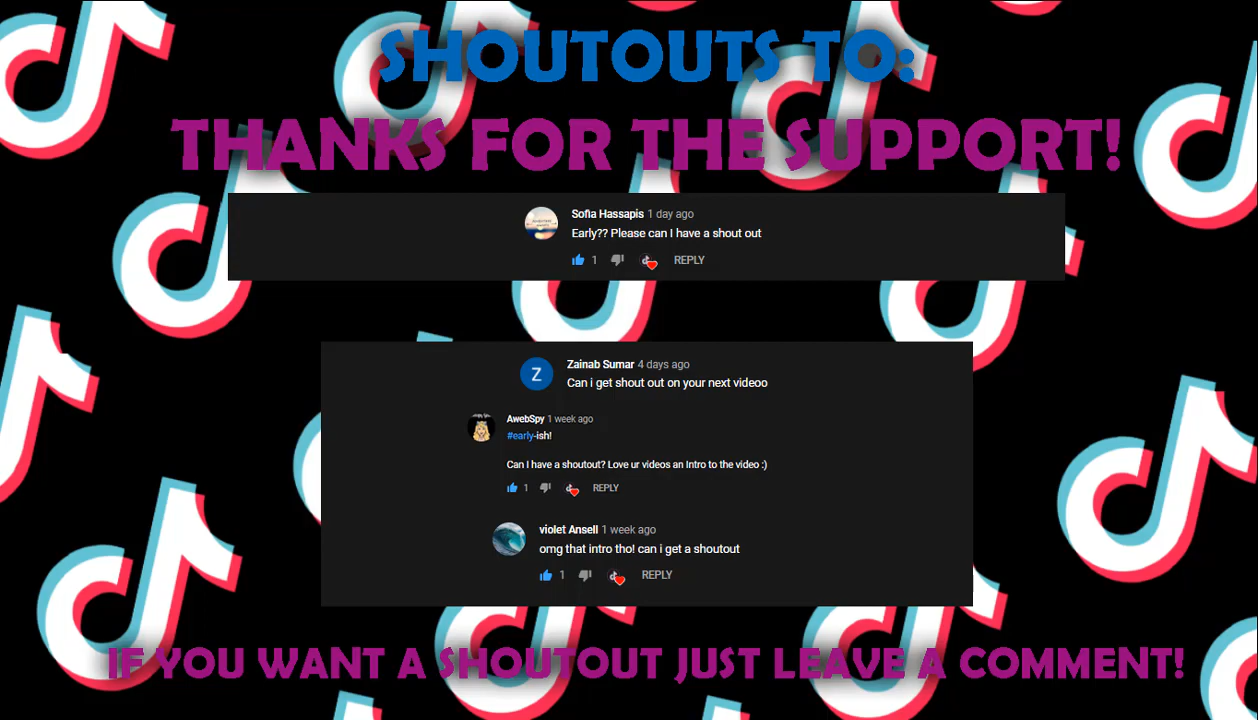 SHOUTOUTS TO:
THANKS FOR THE SUPPORT!
Sofia Hassapis 1 day ago
Early?? Please can I have a shout out
1 REPLY
Z
Zainab Sumar 4 days ago
Can i get shout out on your next videoo
AwebSpy 1 week ago
#early-ish!
Can I have a shoutout? Love ur videos an Intro to the video :)
1 REPLY
violet Ansell 1 week ago
omg that intro tho! can i get a shoutout
1 REPLY
IF YOU WANT A SHOUTOUT JUST LEAVE A COMMENT!